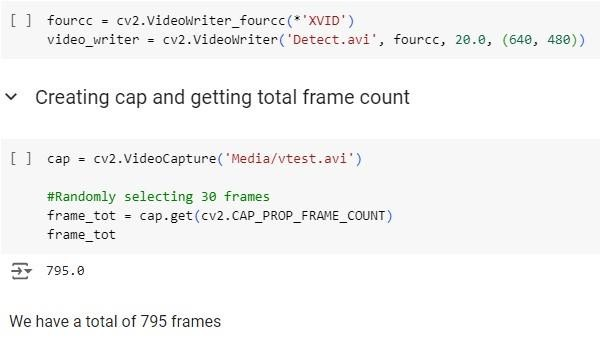 [ ] fourcc = cv2.VideoWriter_fourcc(*'XVID')
video_writer = cv2.VideoWriter('Detect.avi', fourcc, 20.0, (640, 480))
Creating cap and getting total frame count
[ ] cap = cv2.VideoCapture('Media/vtest.avi')
#Randomly selecting 30 frames
frame_tot = cap.get(cv2.CAP_PROP_FRAME_COUNT)
frame_tot
795.0
We have a total of 795 frames